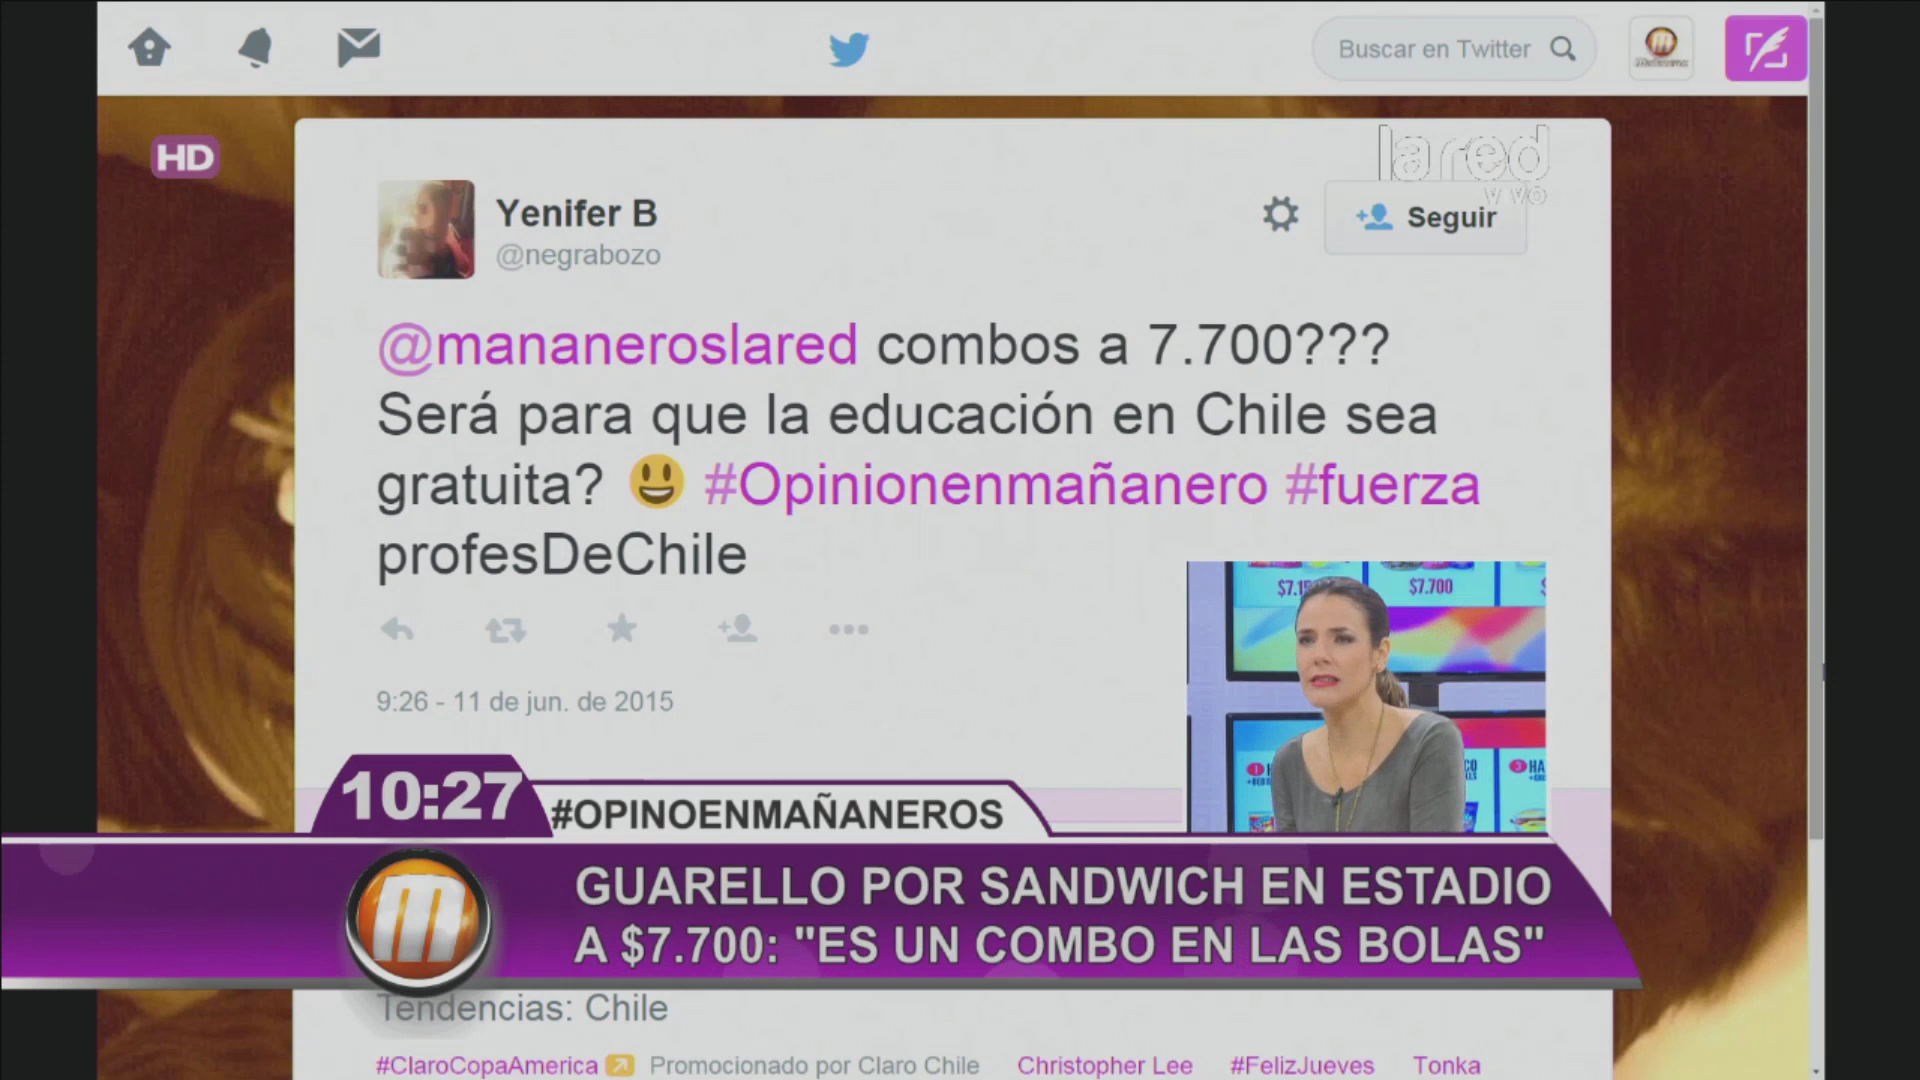 Buscar en Twitter
HD
la red
vivo
Yenifer B
@negrabozo
Seguir
@mananeroslared combos a 7.700???
Será para que la educación en Chile sea
gratuita? 😃 #Opinionenmañanero #fuerza
profesDeChile
9:26 - 11 de jun. de 2015
$7.700
10:27
#OPINOENMAÑANEROS
GUARELLO POR SANDWICH EN ESTADIO
A $7.700: "ES UN COMBO EN LAS BOLAS"
Tendencias: Chile
#ClaroCopaAmerica Promocionado por Claro Chile Christopher Lee #FelizJueves Tonka